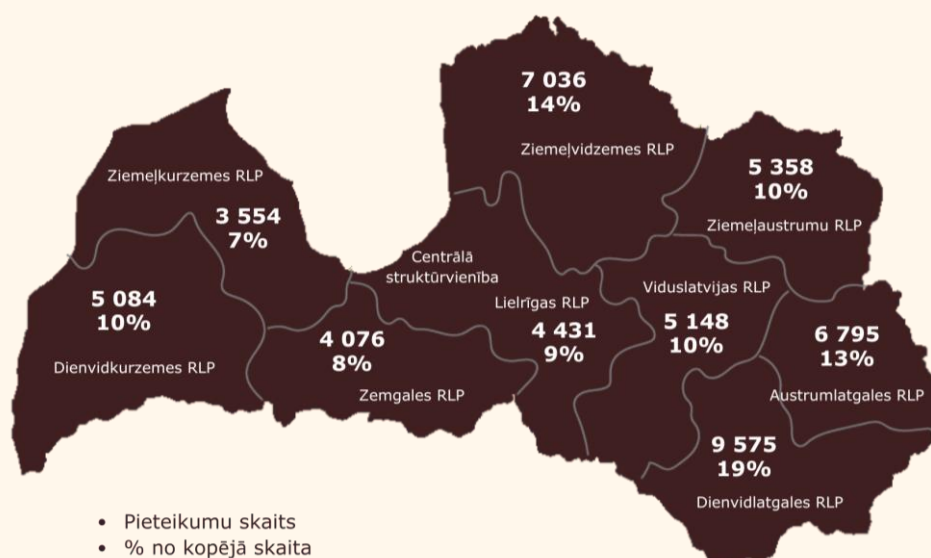 7 036
14%
Ziemeļvidzemes RLP
5 358
10%
Ziemeļaustrumu RLP
Ziemeļkurzemes RLP
3 554
7%
Centrālā
struktūrvienība
Lielrīgas RLP
4 431
9%
Viduslatvijas RLP
5 148
10%
5 084
10%
Dienvidkurzemes RLP
4 076
8%
Zemgales RLP
6 795
13%
Austrumlatgales RLP
9 575
19%
Dienvidlatgales RLP
• Pieteikumu skaits
• % no kopējā skaita